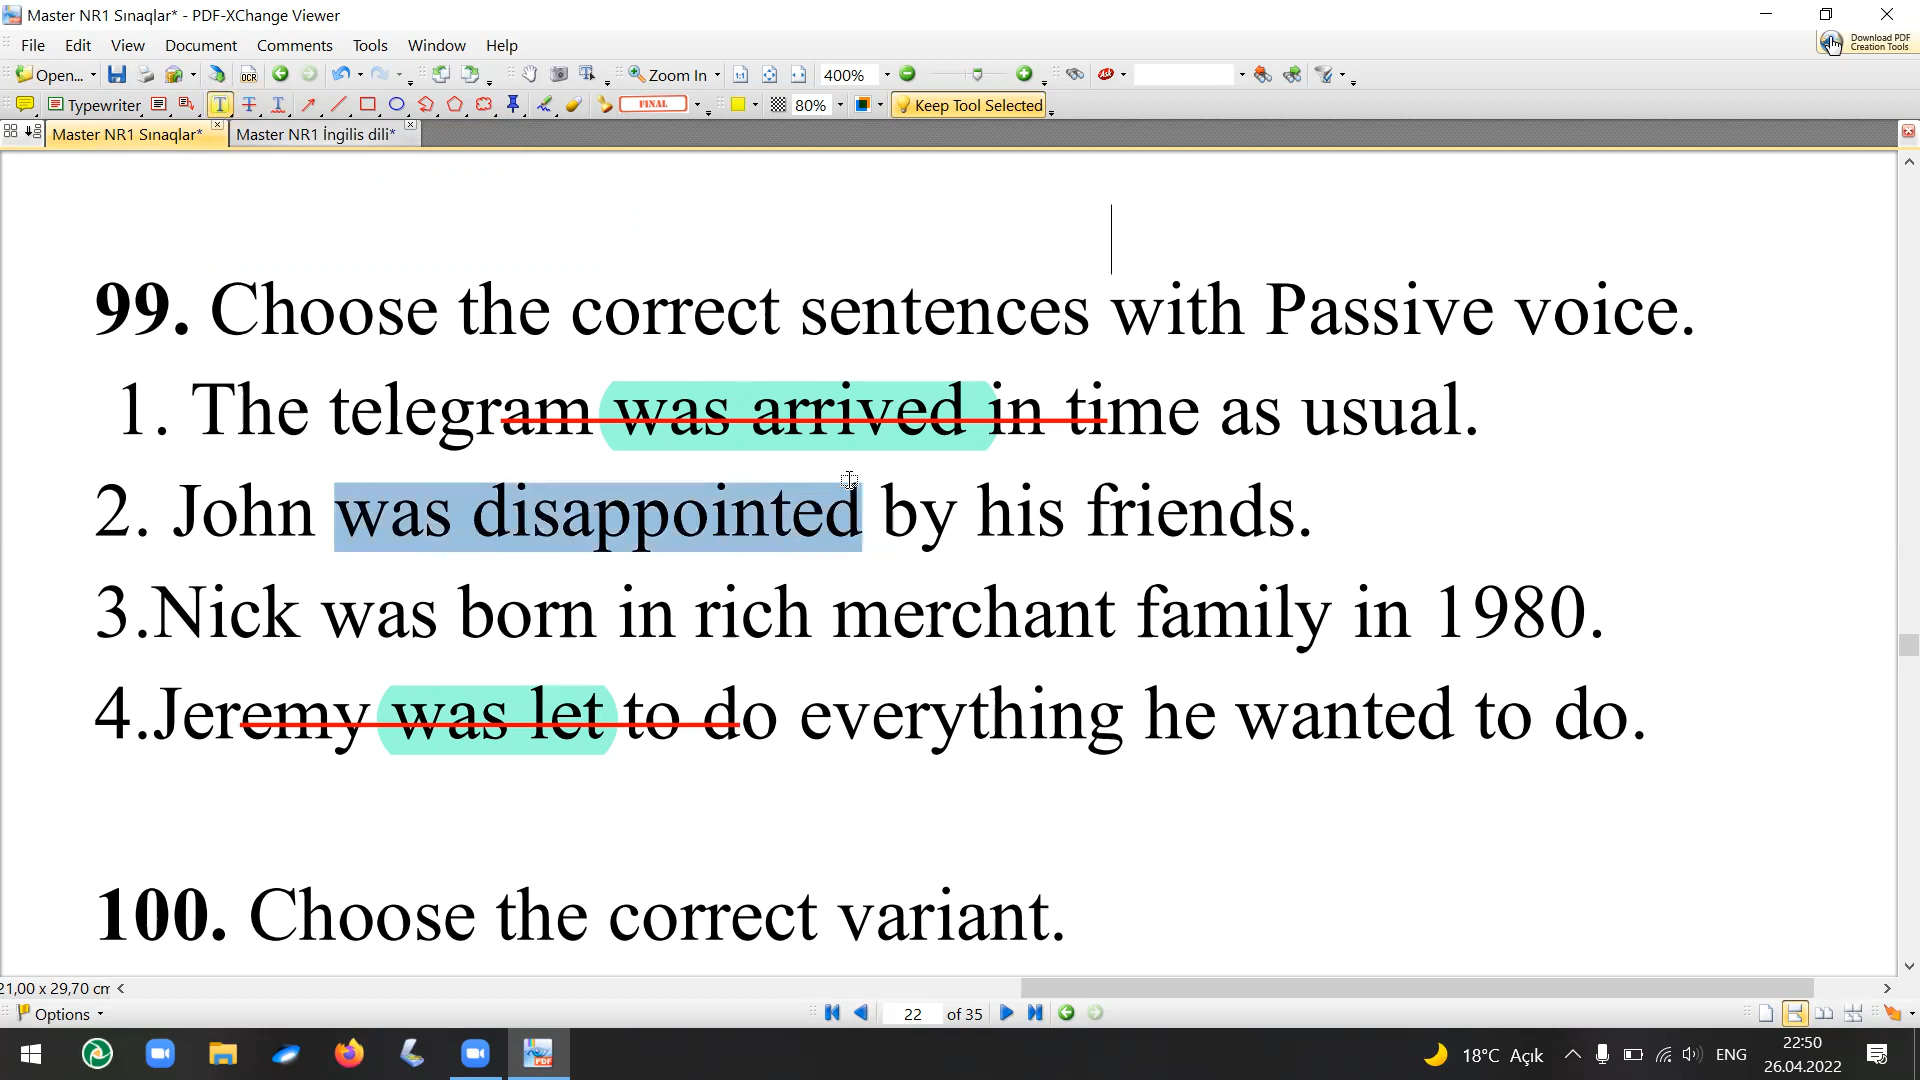 Master NR1 Sınaqlar* - PDF-XChange Viewer
File Edit View Document Comments Tools Window Help
Download PDF
Creation Tools
Open... OCR Zoom In 400%
Typewriter FINAL 80% Keep Tool Selected
Master NR1 Sınaqlar* Master NR1 İngilis dili*
99. Choose the correct sentences with Passive voice.
1. The telegram was arrived in time as usual.
2. John was disappointed by his friends.
3.Nick was born in rich merchant family in 1980.
4.Jeremy was let to do everything he wanted to do.
100. Choose the correct variant.
21,00 x 29,70 cm
Options 22 of 35
18°C Açık ENG 22:50
26.04.2022